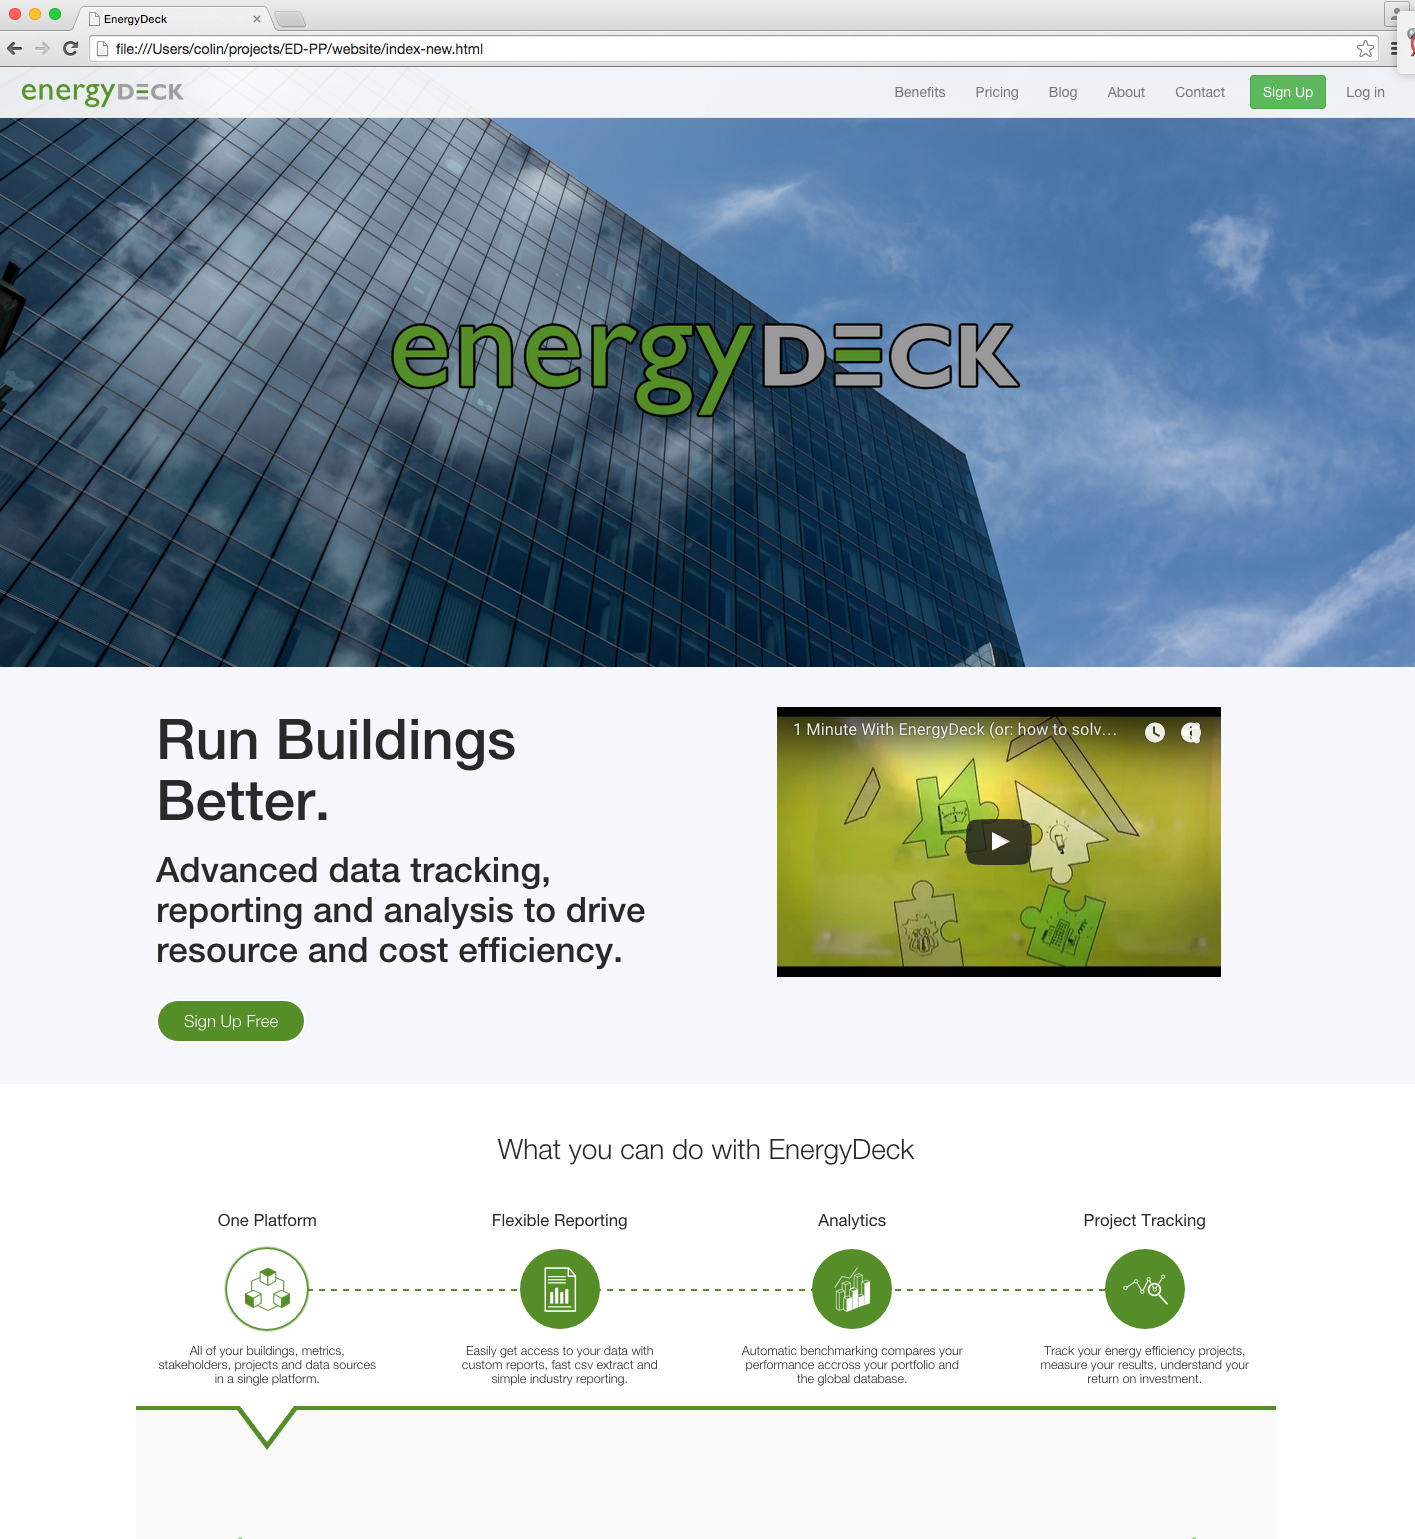 EnergyDeck
file:///Users/colin/projects/ED-PP/website/index-new.html
energyDECK
Benefits
Pricing
Blog
About
Contact
Sign Up
Log in
energyDECK
Run Buildings
Better.
Advanced data tracking,
reporting and analysis to drive
resource and cost efficiency.
Sign Up Free
1 Minute With EnergyDeck (or: how to solv...
What you can do with EnergyDeck
One Platform
All of your buildings, metrics,
stakeholders, projects and data sources
in a single platform.
Flexible Reporting
Easily get access to your data with
custom reports, fast csv extract and
simple industry reporting.
Analytics
Automatic benchmarking compares your
performance accross your portfolio and
the global database.
Project Tracking
Track your energy efficiency projects,
measure your results, understand your
return on investment.